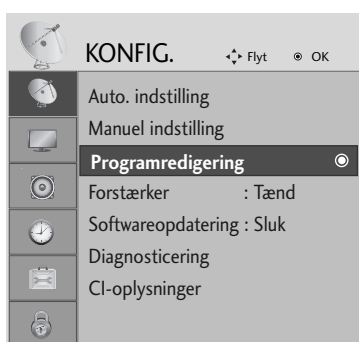 KONFIG. Flyt OK
Auto. indstilling
Manuel indstilling
Programredigering
Forstærker : Tænd
Softwareopdatering : Sluk
Diagnosticering
CI-oplysninger